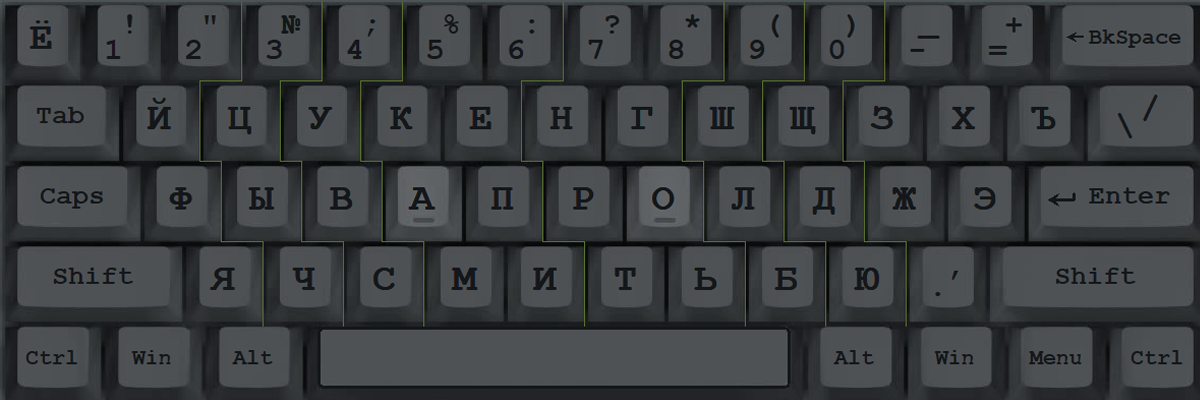 Ё ! 1 " 2 № 3 ; 4 % 5 : 6 ? 7 * 8 ( 9 ) 0 _ - + = ←BkSpace
Tab Й Ц У К Е Н Г Ш Щ З Х Ъ \ /
Caps Ф Ы В А П Р О Л Д Ж Э ↵ Enter
Shift Я Ч С М И Т Ь Б Ю . , Shift
Ctrl Win Alt Alt Win Menu Ctrl